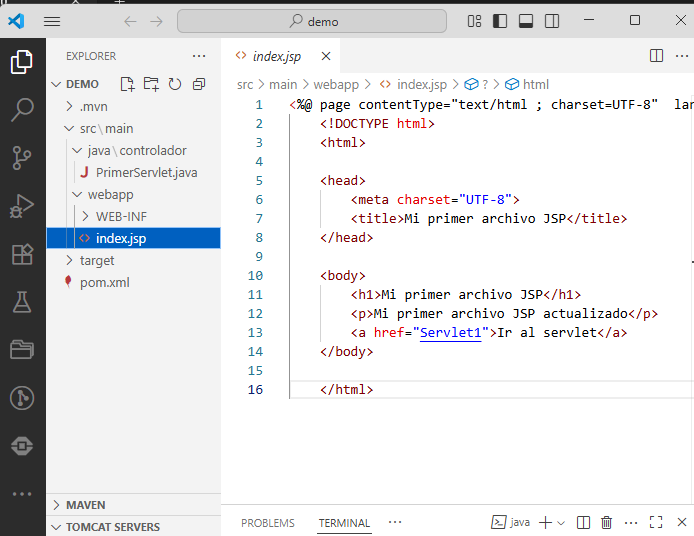 demo
EXPLORER
index.jsp
DEMO
src > main > webapp > index.jsp > ? > html
.mvn
src\main
java\controlador
PrimerServlet.java
webapp
WEB-INF
index.jsp
target
pom.xml
1 <%@ page contentType="text/html ; charset=UTF-8" lan
2 <!DOCTYPE html>
3 <html>
4
5 <head>
6 <meta charset="UTF-8">
7 <title>Mi primer archivo JSP</title>
8 </head>
9
10 <body>
11 <h1>Mi primer archivo JSP</h1>
12 <p>Mi primer archivo JSP actualizado</p>
13 <a href="Servlet1">Ir al servlet</a>
14 </body>
15
16 </html>
MAVEN
TOMCAT SERVERS
PROBLEMS TERMINAL ··· java